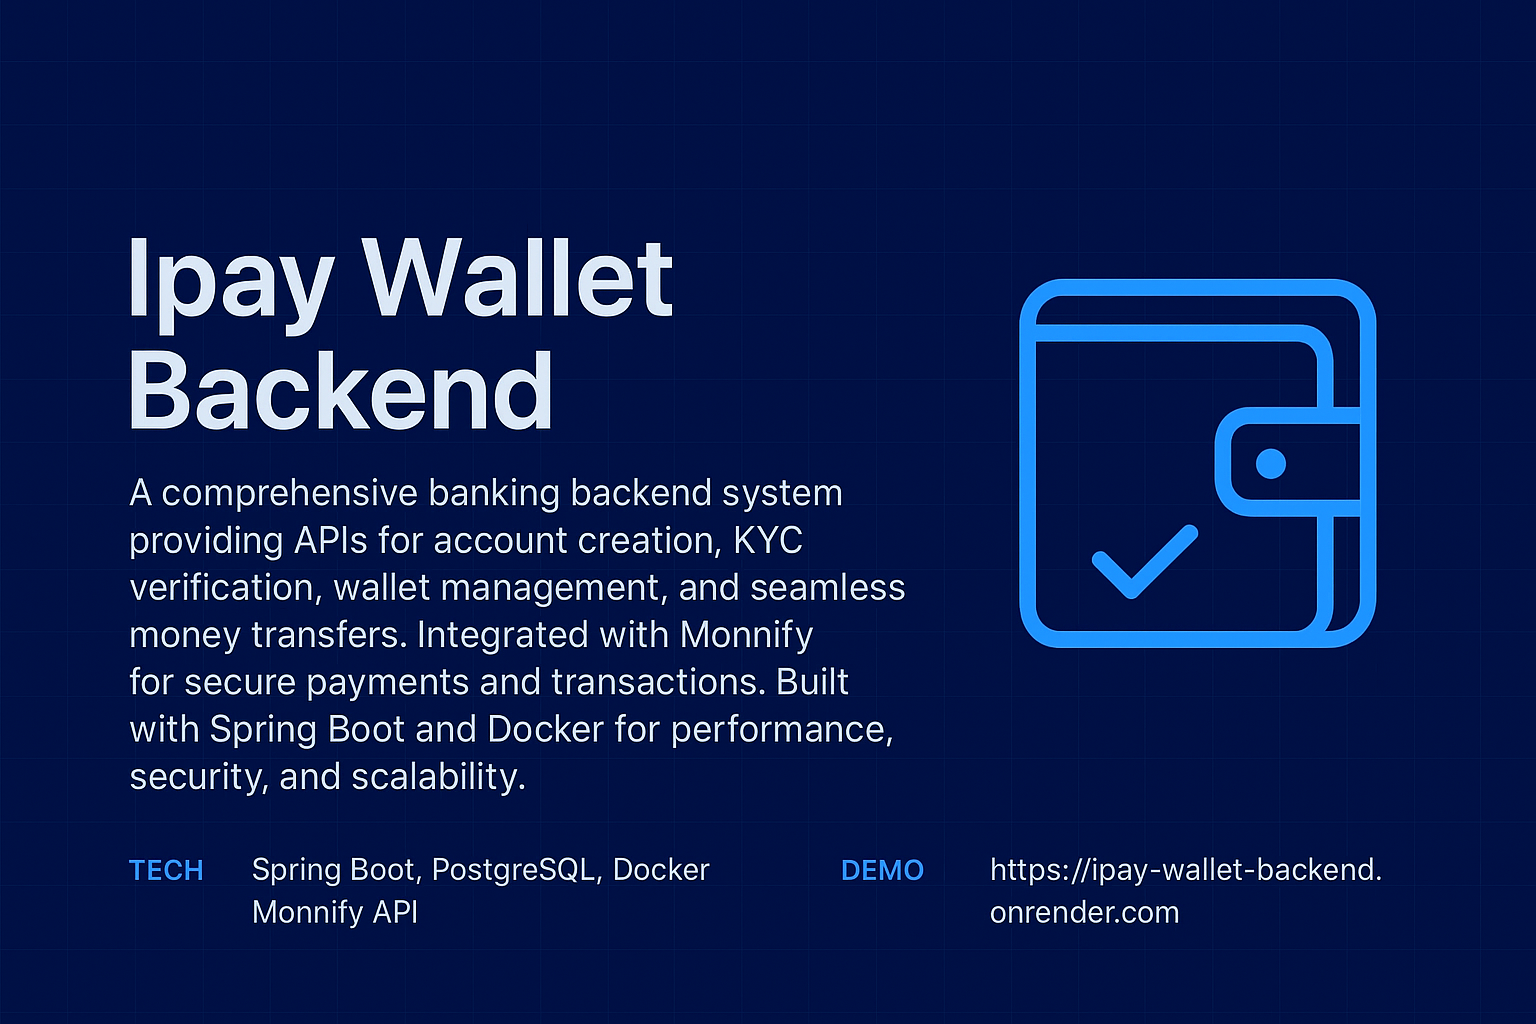 Ipay Wallet
Backend
A comprehensive banking backend system
providing APIs for account creation, KYC
verification, wallet management, and seamless
money transfers. Integrated with Monnify
for secure payments and transactions. Built
with Spring Boot and Docker for performance,
security, and scalability.
TECH Spring Boot, PostgreSQL, Docker
Monnify API
DEMO https://ipay-wallet-backend.
onrender.com